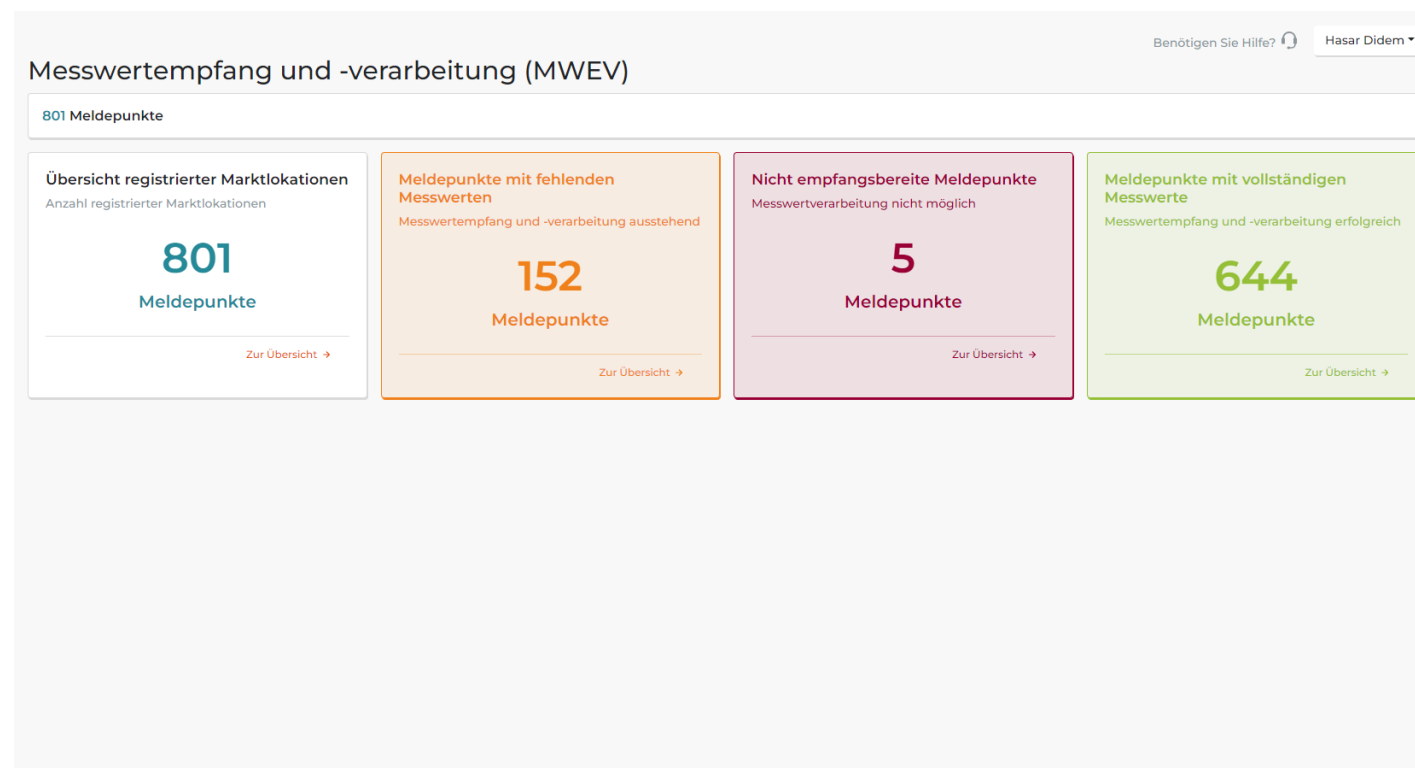 Benötigen Sie Hilfe?
Hasar Didem
Messwertempfang und -verarbeitung (MWEV)
801 Meldepunkte
Übersicht registrierter Marktlokationen
Anzahl registrierter Marktlokationen
801
Meldepunkte
Zur Übersicht →
Meldepunkte mit fehlenden
Messwerten
Messwertempfang und -verarbeitung ausstehend
152
Meldepunkte
Zur Übersicht →
Nicht empfangsbereite Meldepunkte
Messwertverarbeitung nicht möglich
5
Meldepunkte
Zur Übersicht →
Meldepunkte mit vollständigen
Messwerte
Messwertempfang und -verarbeitung erfolgreich
644
Meldepunkte
Zur Übersicht →